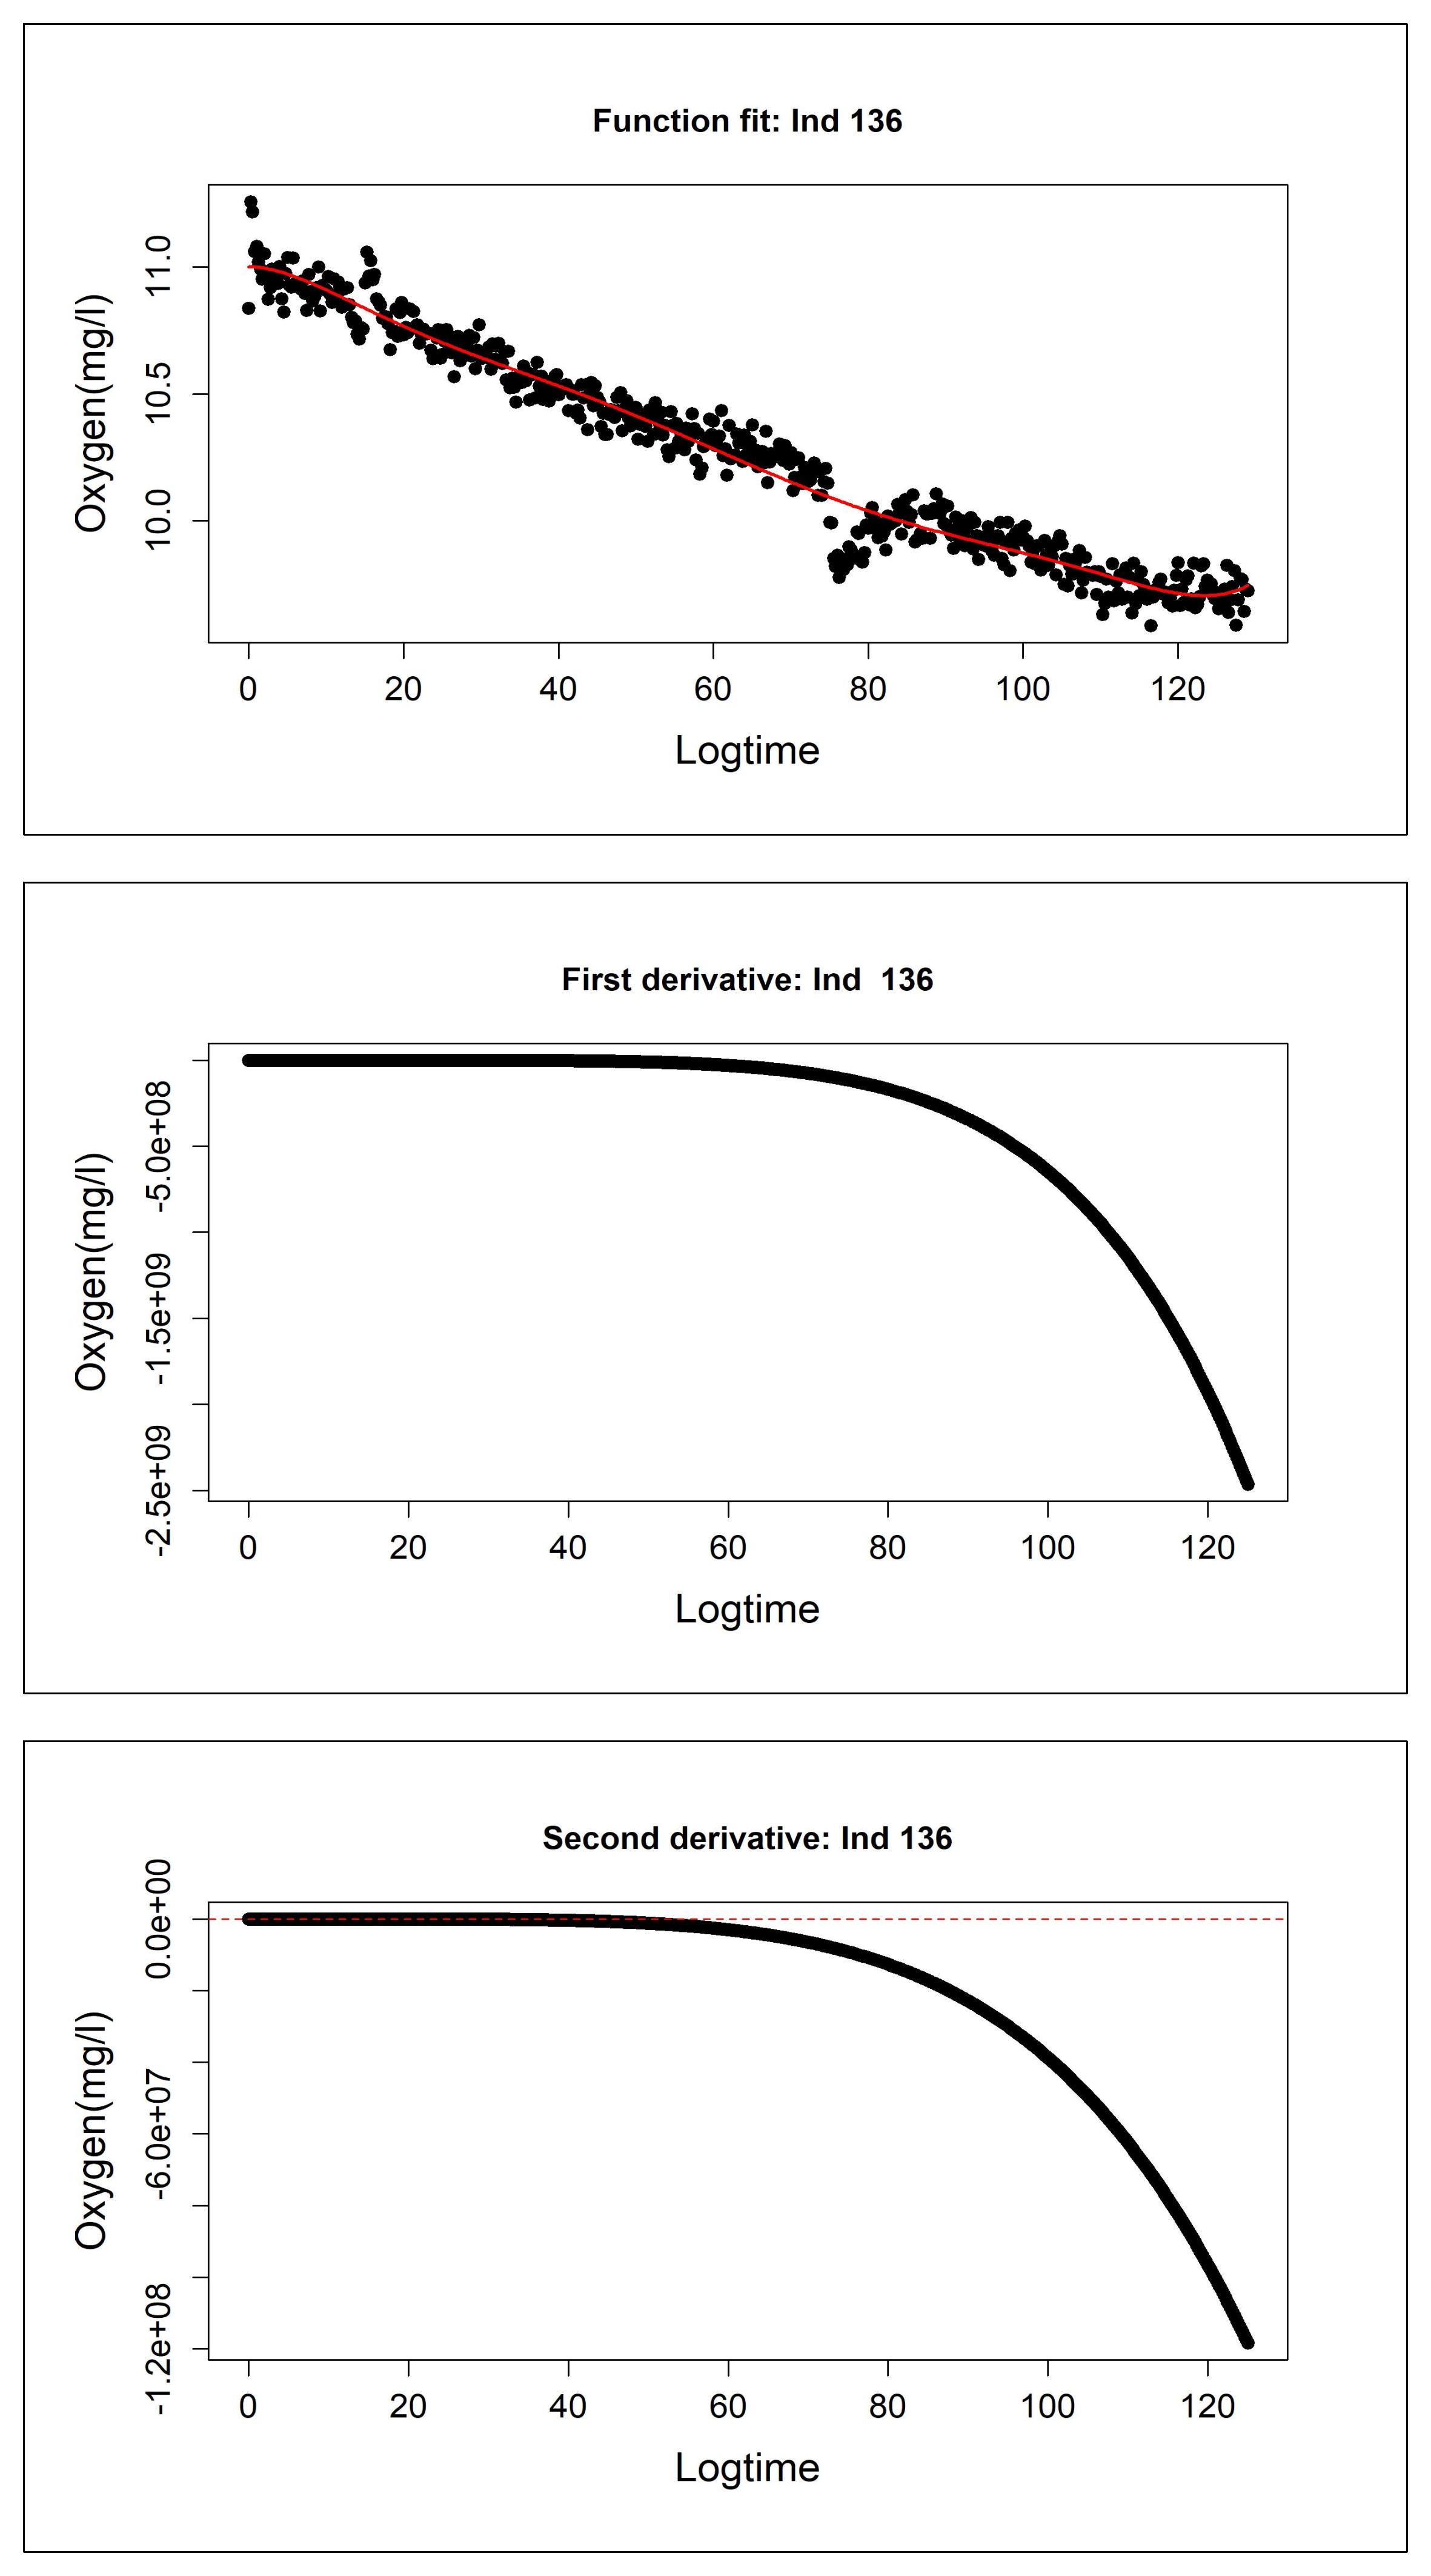 Function fit: Ind 136
Oxygen(mg/l)
11.0
10.5
10.0
0 20 40 60 80 100 120
Logtime
First derivative: Ind  136
Oxygen(mg/l)
-5.0e+08
-1.5e+09
-2.5e+09
0 20 40 60 80 100 120
Logtime
Second derivative: Ind 136
Oxygen(mg/l)
0.0e+00
-6.0e+07
-1.2e+08
0 20 40 60 80 100 120
Logtime